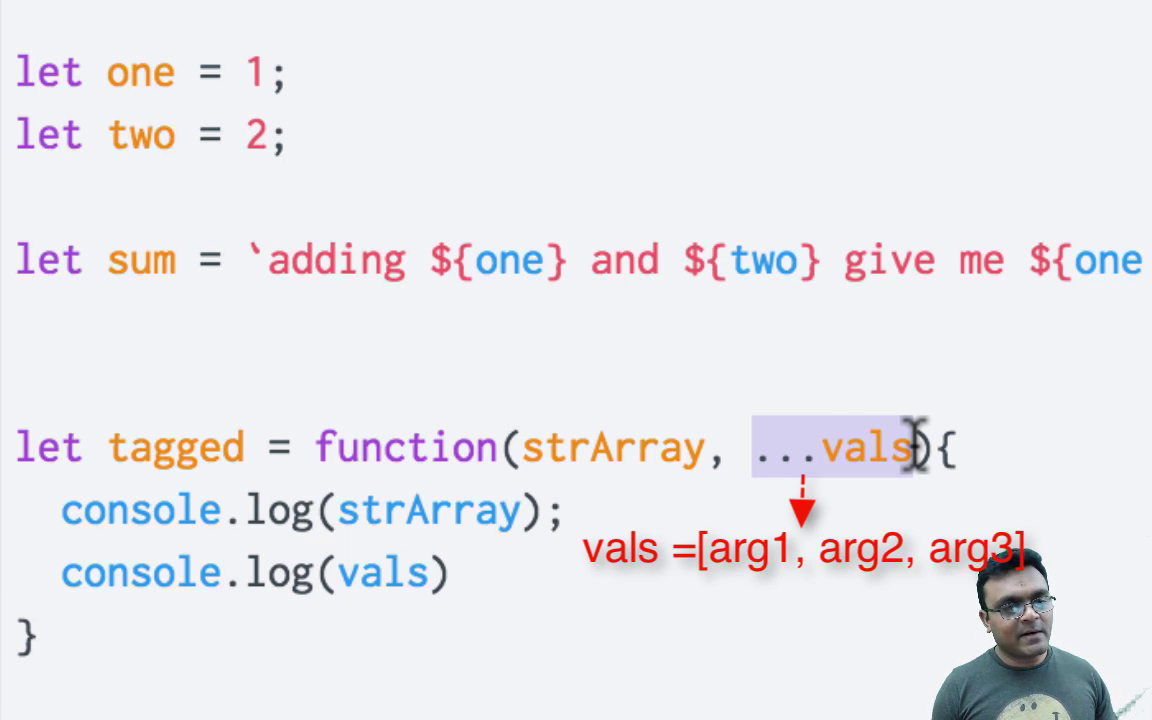 let one = 1;
let two = 2;
let sum = `adding ${one} and ${two} give me ${one
let tagged = function(strArray, ...vals){
console.log(strArray);
vals =[arg1, arg2, arg3]
console.log(vals)
}